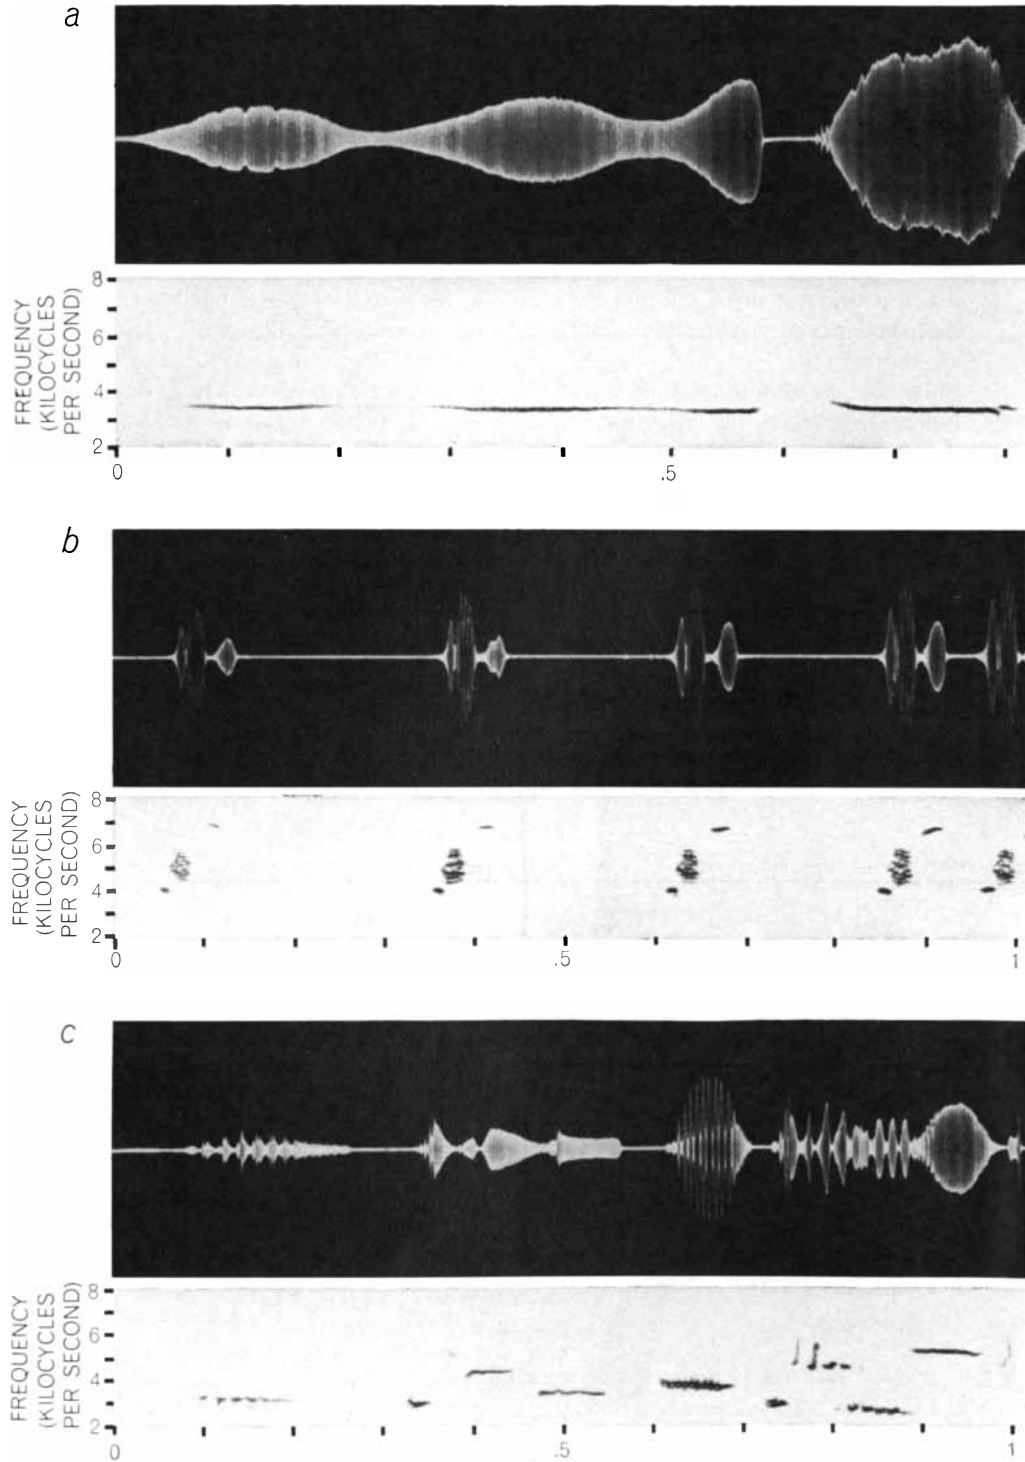 a
FREQUENCY
(KILOCYCLES
PER SECOND)
8
6
4
2
0
.5
b
FREQUENCY
(KILOCYCLES
PER SECOND)
8
6
4
2
0
.5
1
c
FREQUENCY
(KILOCYCLES
PER SECOND)
8
6
4
2
0
.5
1